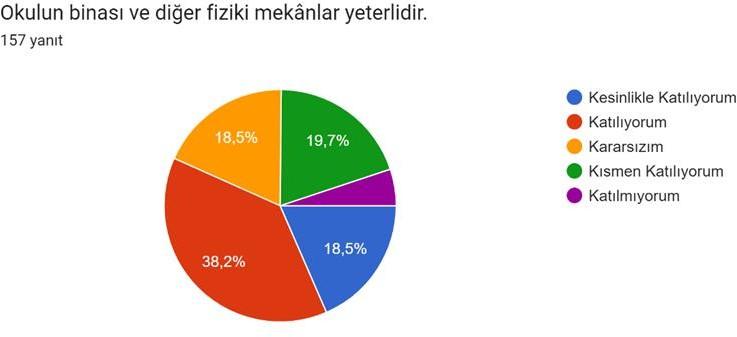 Okulun binası ve diğer fiziki mekânlar yeterlidir.
157 yanıt
Kesinlikle Katılıyorum
Katılıyorum
Kararsızım
Kısmen Katılıyorum
Katılmıyorum
18,5%
19,7%
38,2%
18,5%